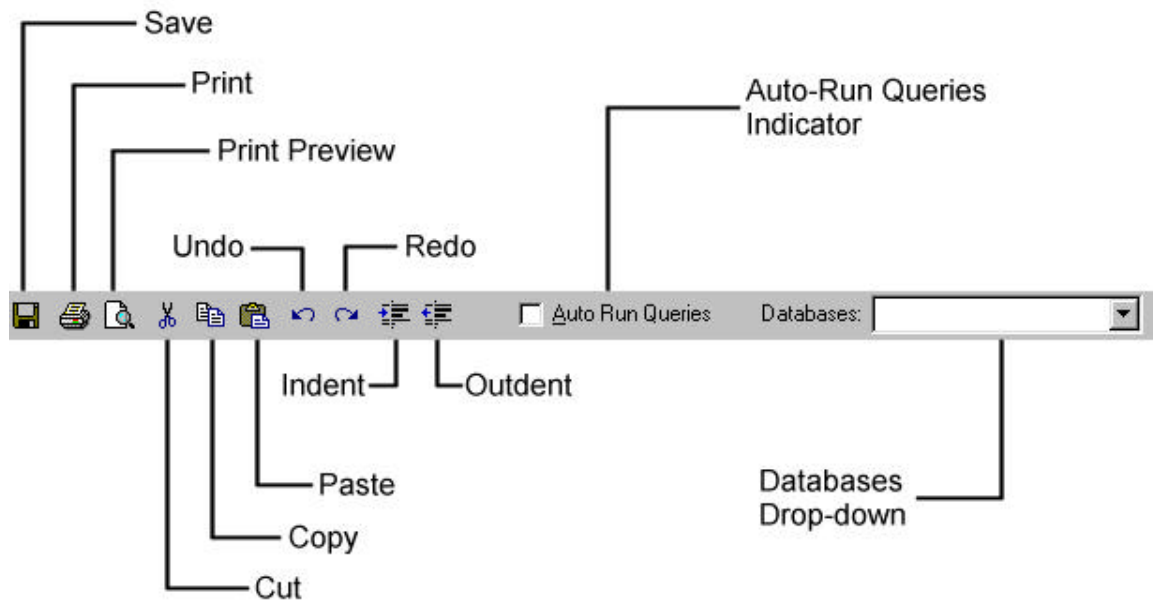 Save
Print
Print Preview
Auto-Run Queries
Indicator
Undo
Redo
Auto Run Queries
Databases:
Indent
Outdent
Paste
Databases
Drop-down
Copy
Cut